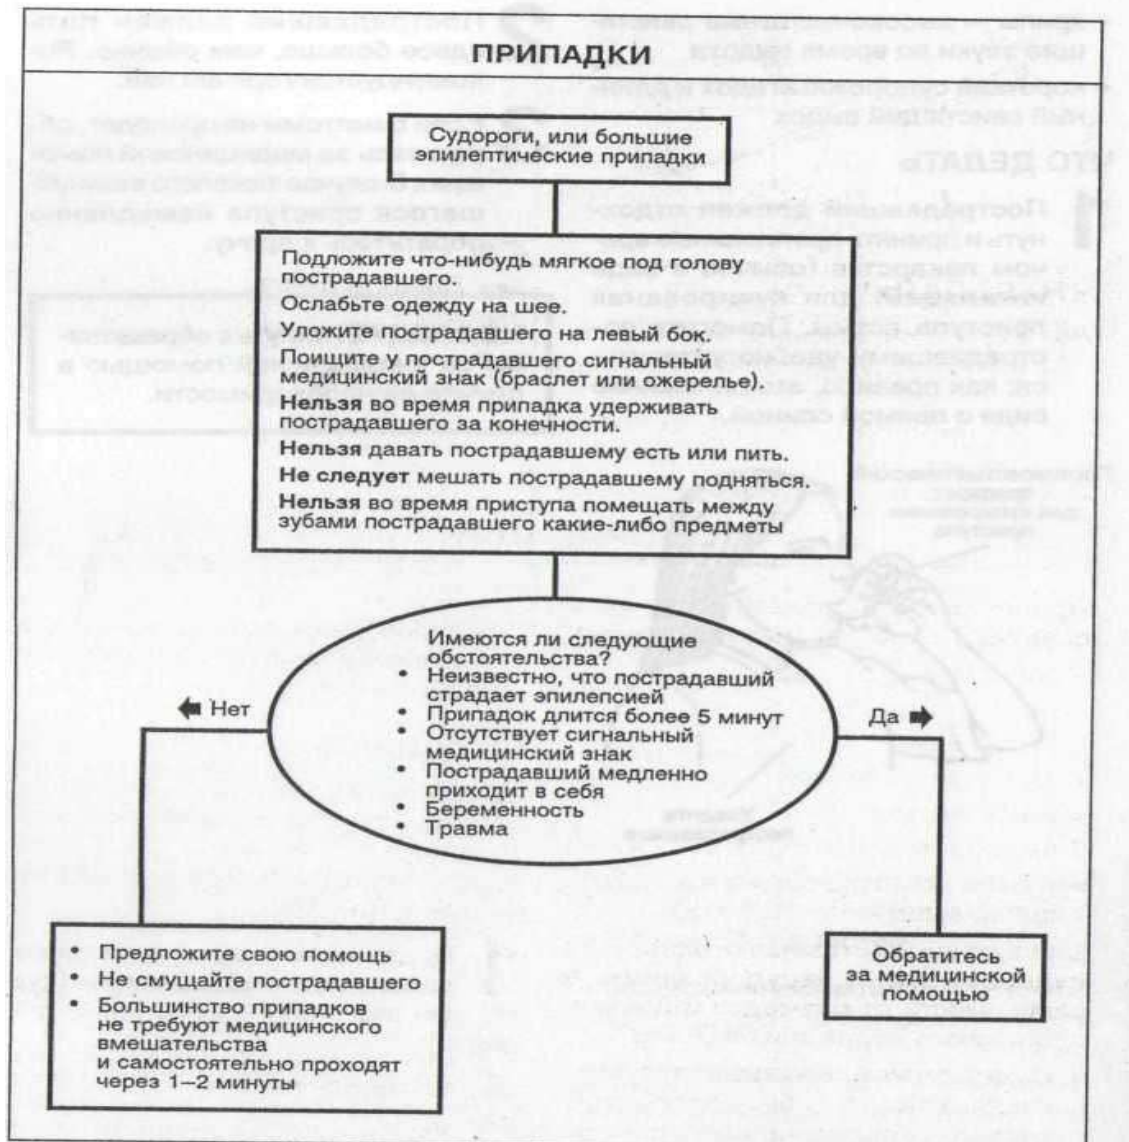 ПРИПАДКИ
Судороги, или большие
эпилептические припадки
Подложите что-нибудь мягкое под голову
пострадавшего.
Ослабьте одежду на шее.
Уложите пострадавшего на левый бок.
Поищите у пострадавшего сигнальный
медицинский знак (браслет или ожерелье).
Нельзя во время припадка удерживать
пострадавшего за конечности.
Нельзя давать пострадавшему есть или пить.
Не следует мешать пострадавшему подняться.
Нельзя во время приступа помещать между
зубами пострадавшего какие-либо предметы
Имеются ли следующие
обстоятельства?
• Неизвестно, что пострадавший
страдает эпилепсией
• Припадок длится более 5 минут
• Отсутствует сигнальный
медицинский знак
• Пострадавший медленно
приходит в себя
• Беременность
• Травма
Нет
Да
• Предложите свою помощь
• Не смущайте пострадавшего
• Большинство припадков
не требуют медицинского
вмешательства
и самостоятельно проходят
через 1—2 минуты
Обратитесь
за медицинской
помощью